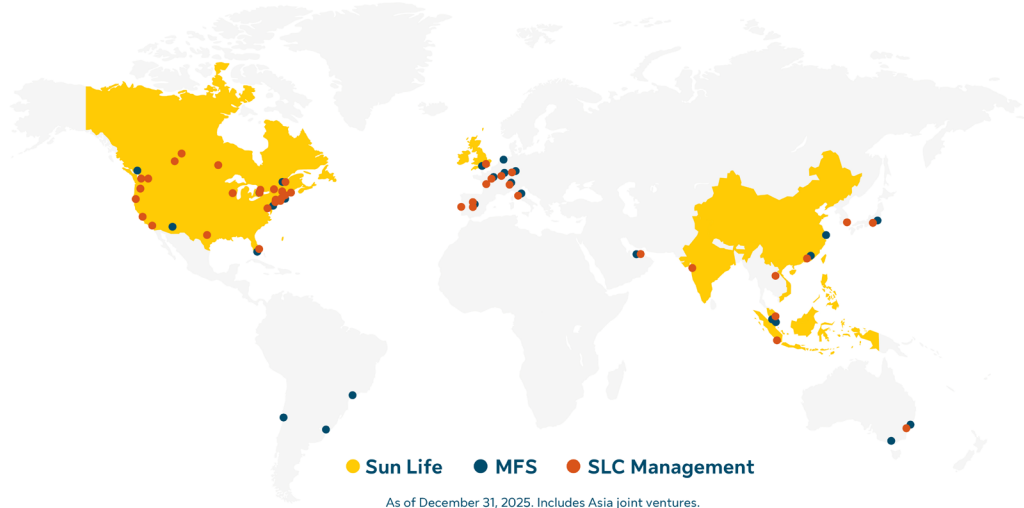 Sun Life MFS SLC Management
As of December 31, 2025. Includes Asia joint ventures.